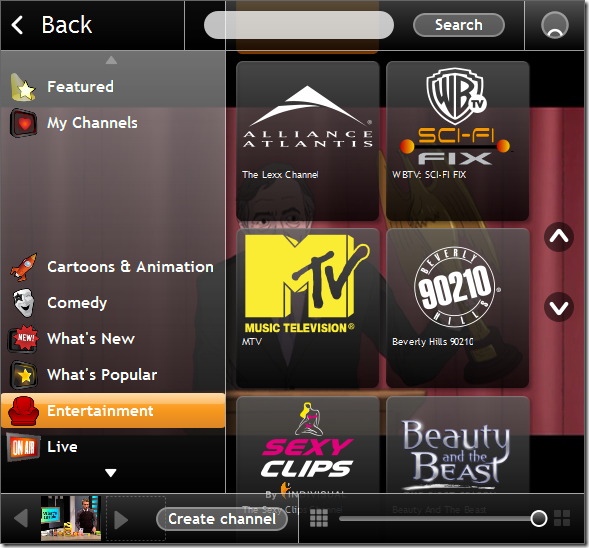 Back
Search
Featured
My Channels
Cartoons & Animation
Comedy
NEW!
What's New
What's Popular
Entertainment
ON AIR
Live
ALLIANCE
ATLANTIS
The Lexx Channel
WB TV
SCI-FI
FIX
WBTV: SCI-FI FIX
MTV
MUSIC TELEVISION®
MTV
BEVERLY
90210
HILLS
Beverly Hills 90210
SEXY
CLIPS
By INDIVIDUAL
The Sexy Clips Channel
Beauty
and the
BEAST
Beauty And The Beast
Create channel